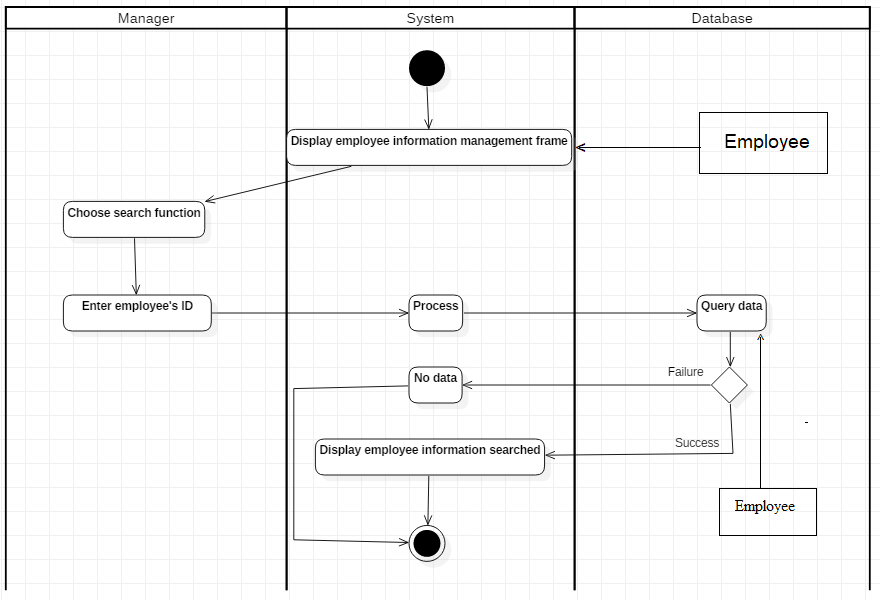 Manager
System
Database
Display employee information management frame
Employee
Choose search function
Enter employee's ID
Process
Query data
No data
Failure
Success
Display employee information searched
Employee